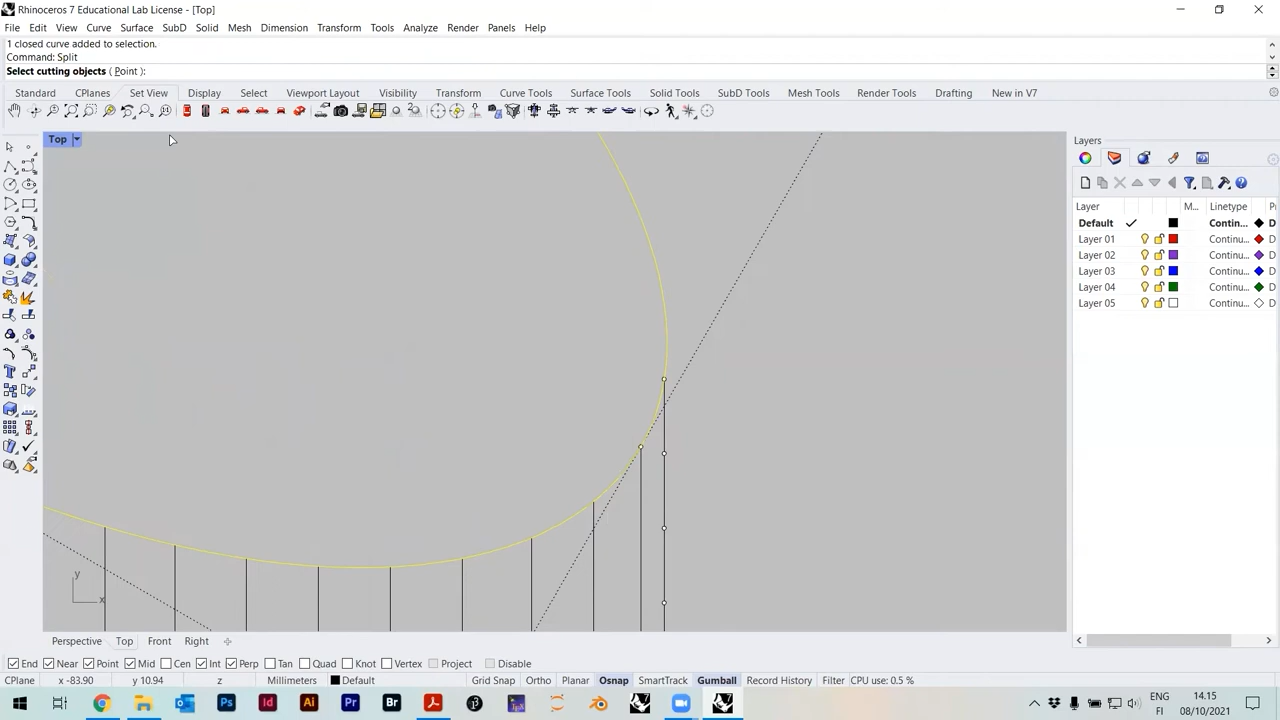 Rhinoceros 7 Educational Lab License - [Top]
File Edit View Curve Surface SubD Solid Mesh Dimension Transform Tools Analyze Render Panels Help
1 closed curve added to selection.
Command: Split
Select cutting objects ( Point ):
Standard CPlanes Set View Display Select Viewport Layout Visibility Transform Curve Tools Surface Tools Solid Tools SubD Tools Mesh Tools Render Tools Drafting New in V7
Top
Layers
Layer M... Linetype P
Default Contin... D
Layer 01 Continu... D
Layer 02 Continu... D
Layer 03 Continu... D
Layer 04 Continu... D
Layer 05 Continu... D
y
x
Perspective Top Front Right
End Near Point Mid Cen Int Perp Tan Quad Knot Vertex Project Disable
CPlane x -83.90 y 10.94 z Millimeters Default Grid Snap Ortho Planar Osnap SmartTrack Gumball Record History Filter CPU use: 0.5 %
Ps Id Ai Pr Br
ENG
FI
14.15
08/10/2021